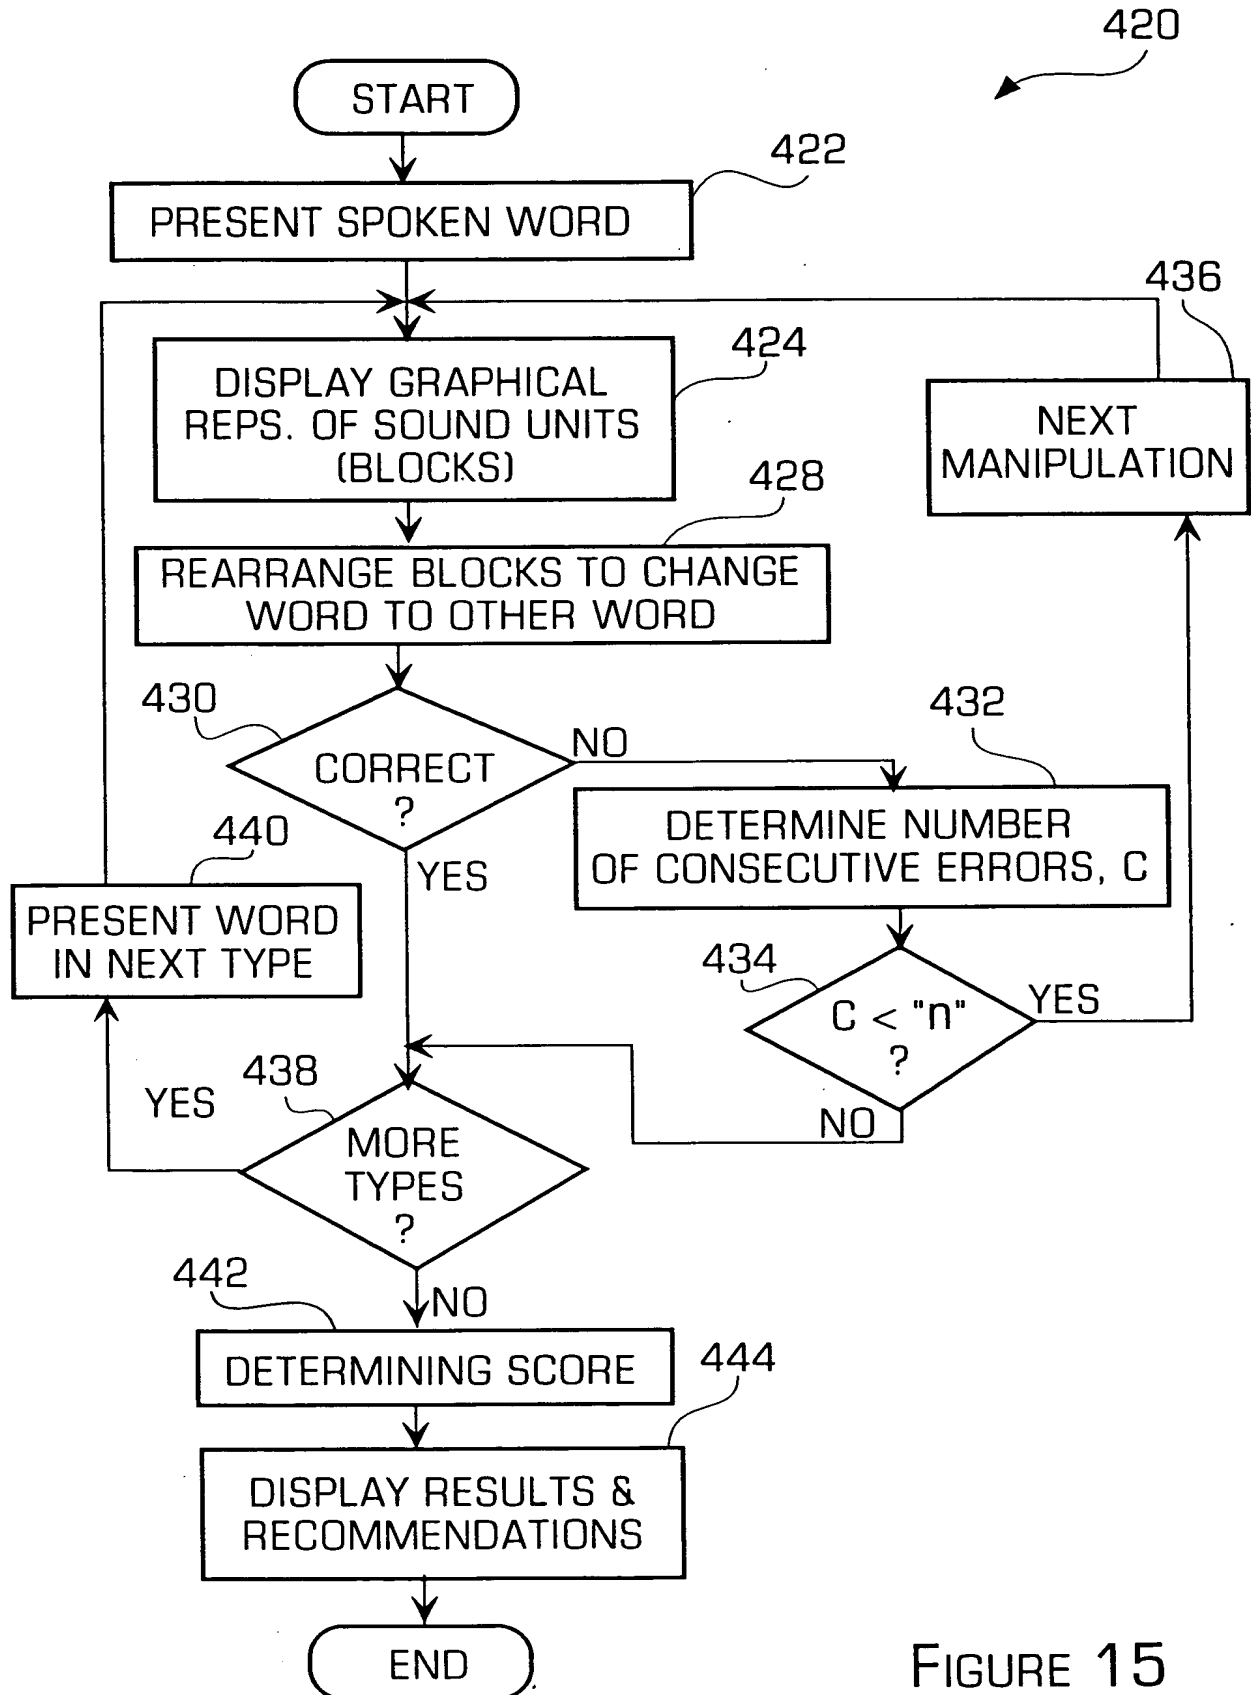 420
START
422
PRESENT SPOKEN WORD
436
424
DISPLAY GRAPHICAL
REPS. OF SOUND UNITS
(BLOCKS)
NEXT
MANIPULATION
428
REARRANGE BLOCKS TO CHANGE
WORD TO OTHER WORD
430
CORRECT
?
NO
432
DETERMINE NUMBER
OF CONSECUTIVE ERRORS, C
YES
440
PRESENT WORD
IN NEXT TYPE
434
C < "n"
?
YES
NO
438
YES
MORE
TYPES
?
NO
442
DETERMINING SCORE
444
DISPLAY RESULTS &
RECOMMENDATIONS
END
FIGURE 15